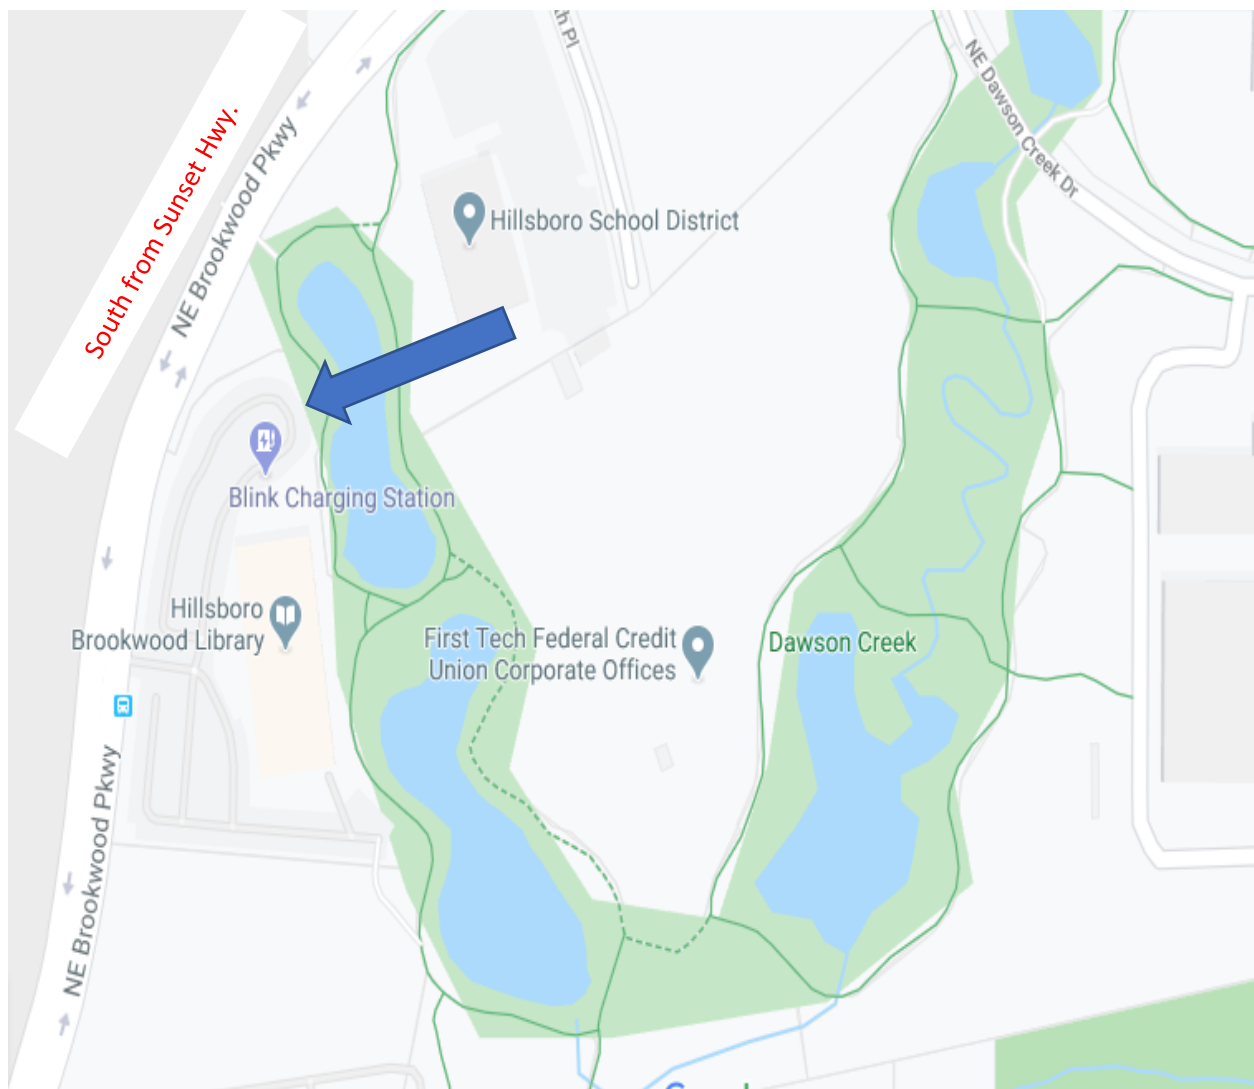 NE Dawson Creek Dr
South from Sunset Hwy.
NE Brookwood Pkwy
Hillsboro School District
Blink Charging Station
Hillsboro
Brookwood Library
First Tech Federal Credit
Union Corporate Offices
Dawson Creek
NE Brookwood Pkwy